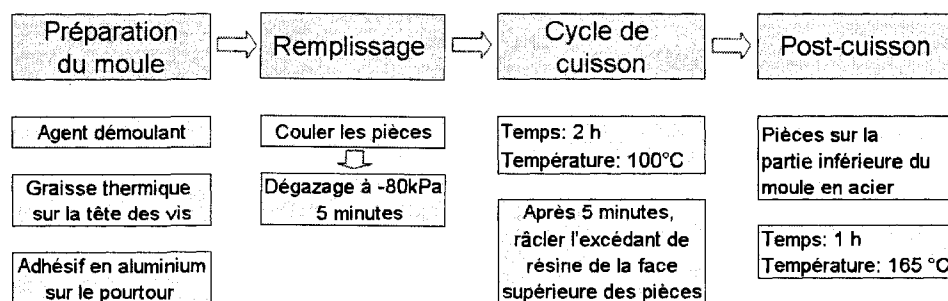 Préparation
du moule
Remplissage
Cycle de
cuisson
Post-cuisson
Agent démoulant
Graisse thermique
sur la tête des vis
Adhésif en aluminium
sur le pourtour
Couler les pièces
Dégazage à -80kPa
5 minutes
Temps: 2 h
Température: 100°C
Après 5 minutes,
râcler l'excédant de
résine de la face
supérieure des pièces
Pièces sur la
partie inférieure du
moule en acier
Temps: 1 h
Température: 165 °C